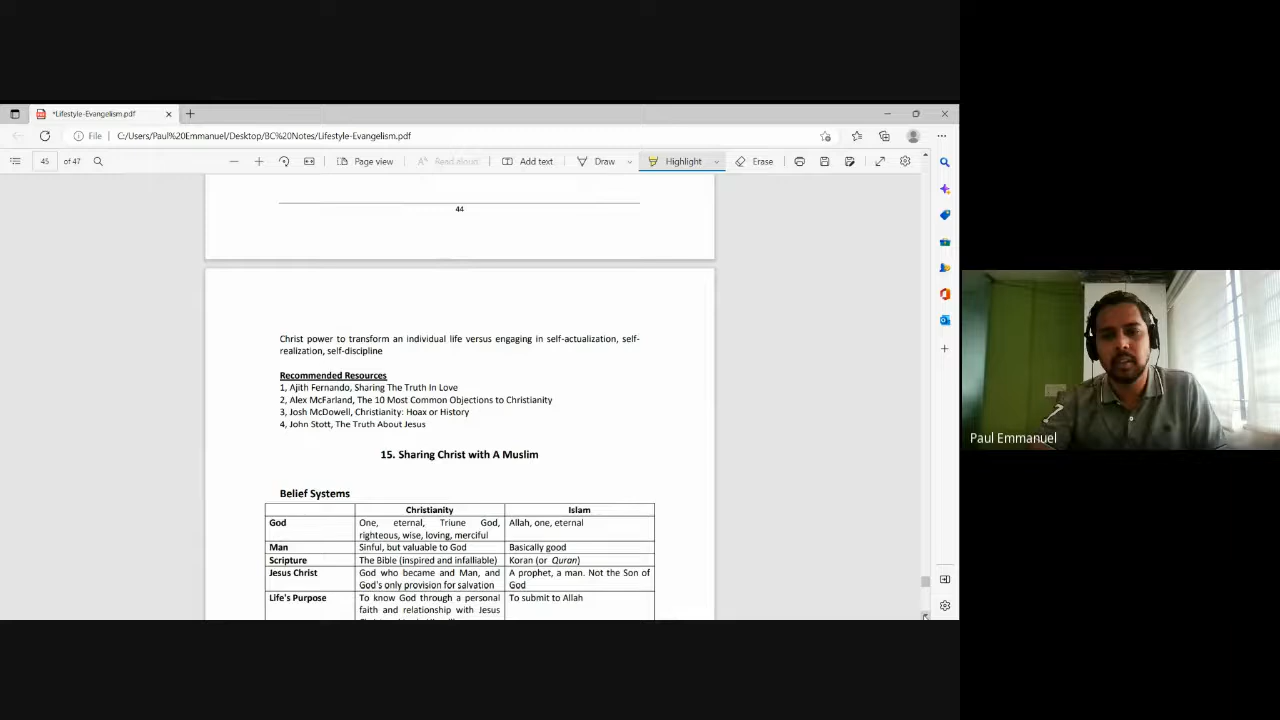 *Lifestyle-Evangelism.pdf
File
C:/Users/Paul%20Emmanuel/Desktop/BC%20Notes/Lifestyle-Evangelism.pdf
45 of 47
Page view
Read aloud
Add text
Draw
Highlight
Erase
44
Christ power to transform an individual life versus engaging in self-actualization, self-
realization, self-discipline
Recommended Resources
1, Ajith Fernando, Sharing The Truth In Love
2, Alex McFarland, The 10 Most Common Objections to Christianity
3, Josh McDowell, Christianity: Hoax or History
4, John Stott, The Truth About Jesus
15. Sharing Christ with A Muslim
Belief Systems
Christianity Islam
God One, eternal, Triune God, Allah, one, eternal
righteous, wise, loving, merciful
Man Sinful, but valuable to God Basically good
Scripture The Bible (inspired and infalliable) Koran (or Quran)
Jesus Christ God who became and Man, and A prophet, a man. Not the Son of
God's only provision for salvation God
Life's Purpose To know God through a personal To submit to Allah
faith and relationship with Jesus
Paul Emmanuel